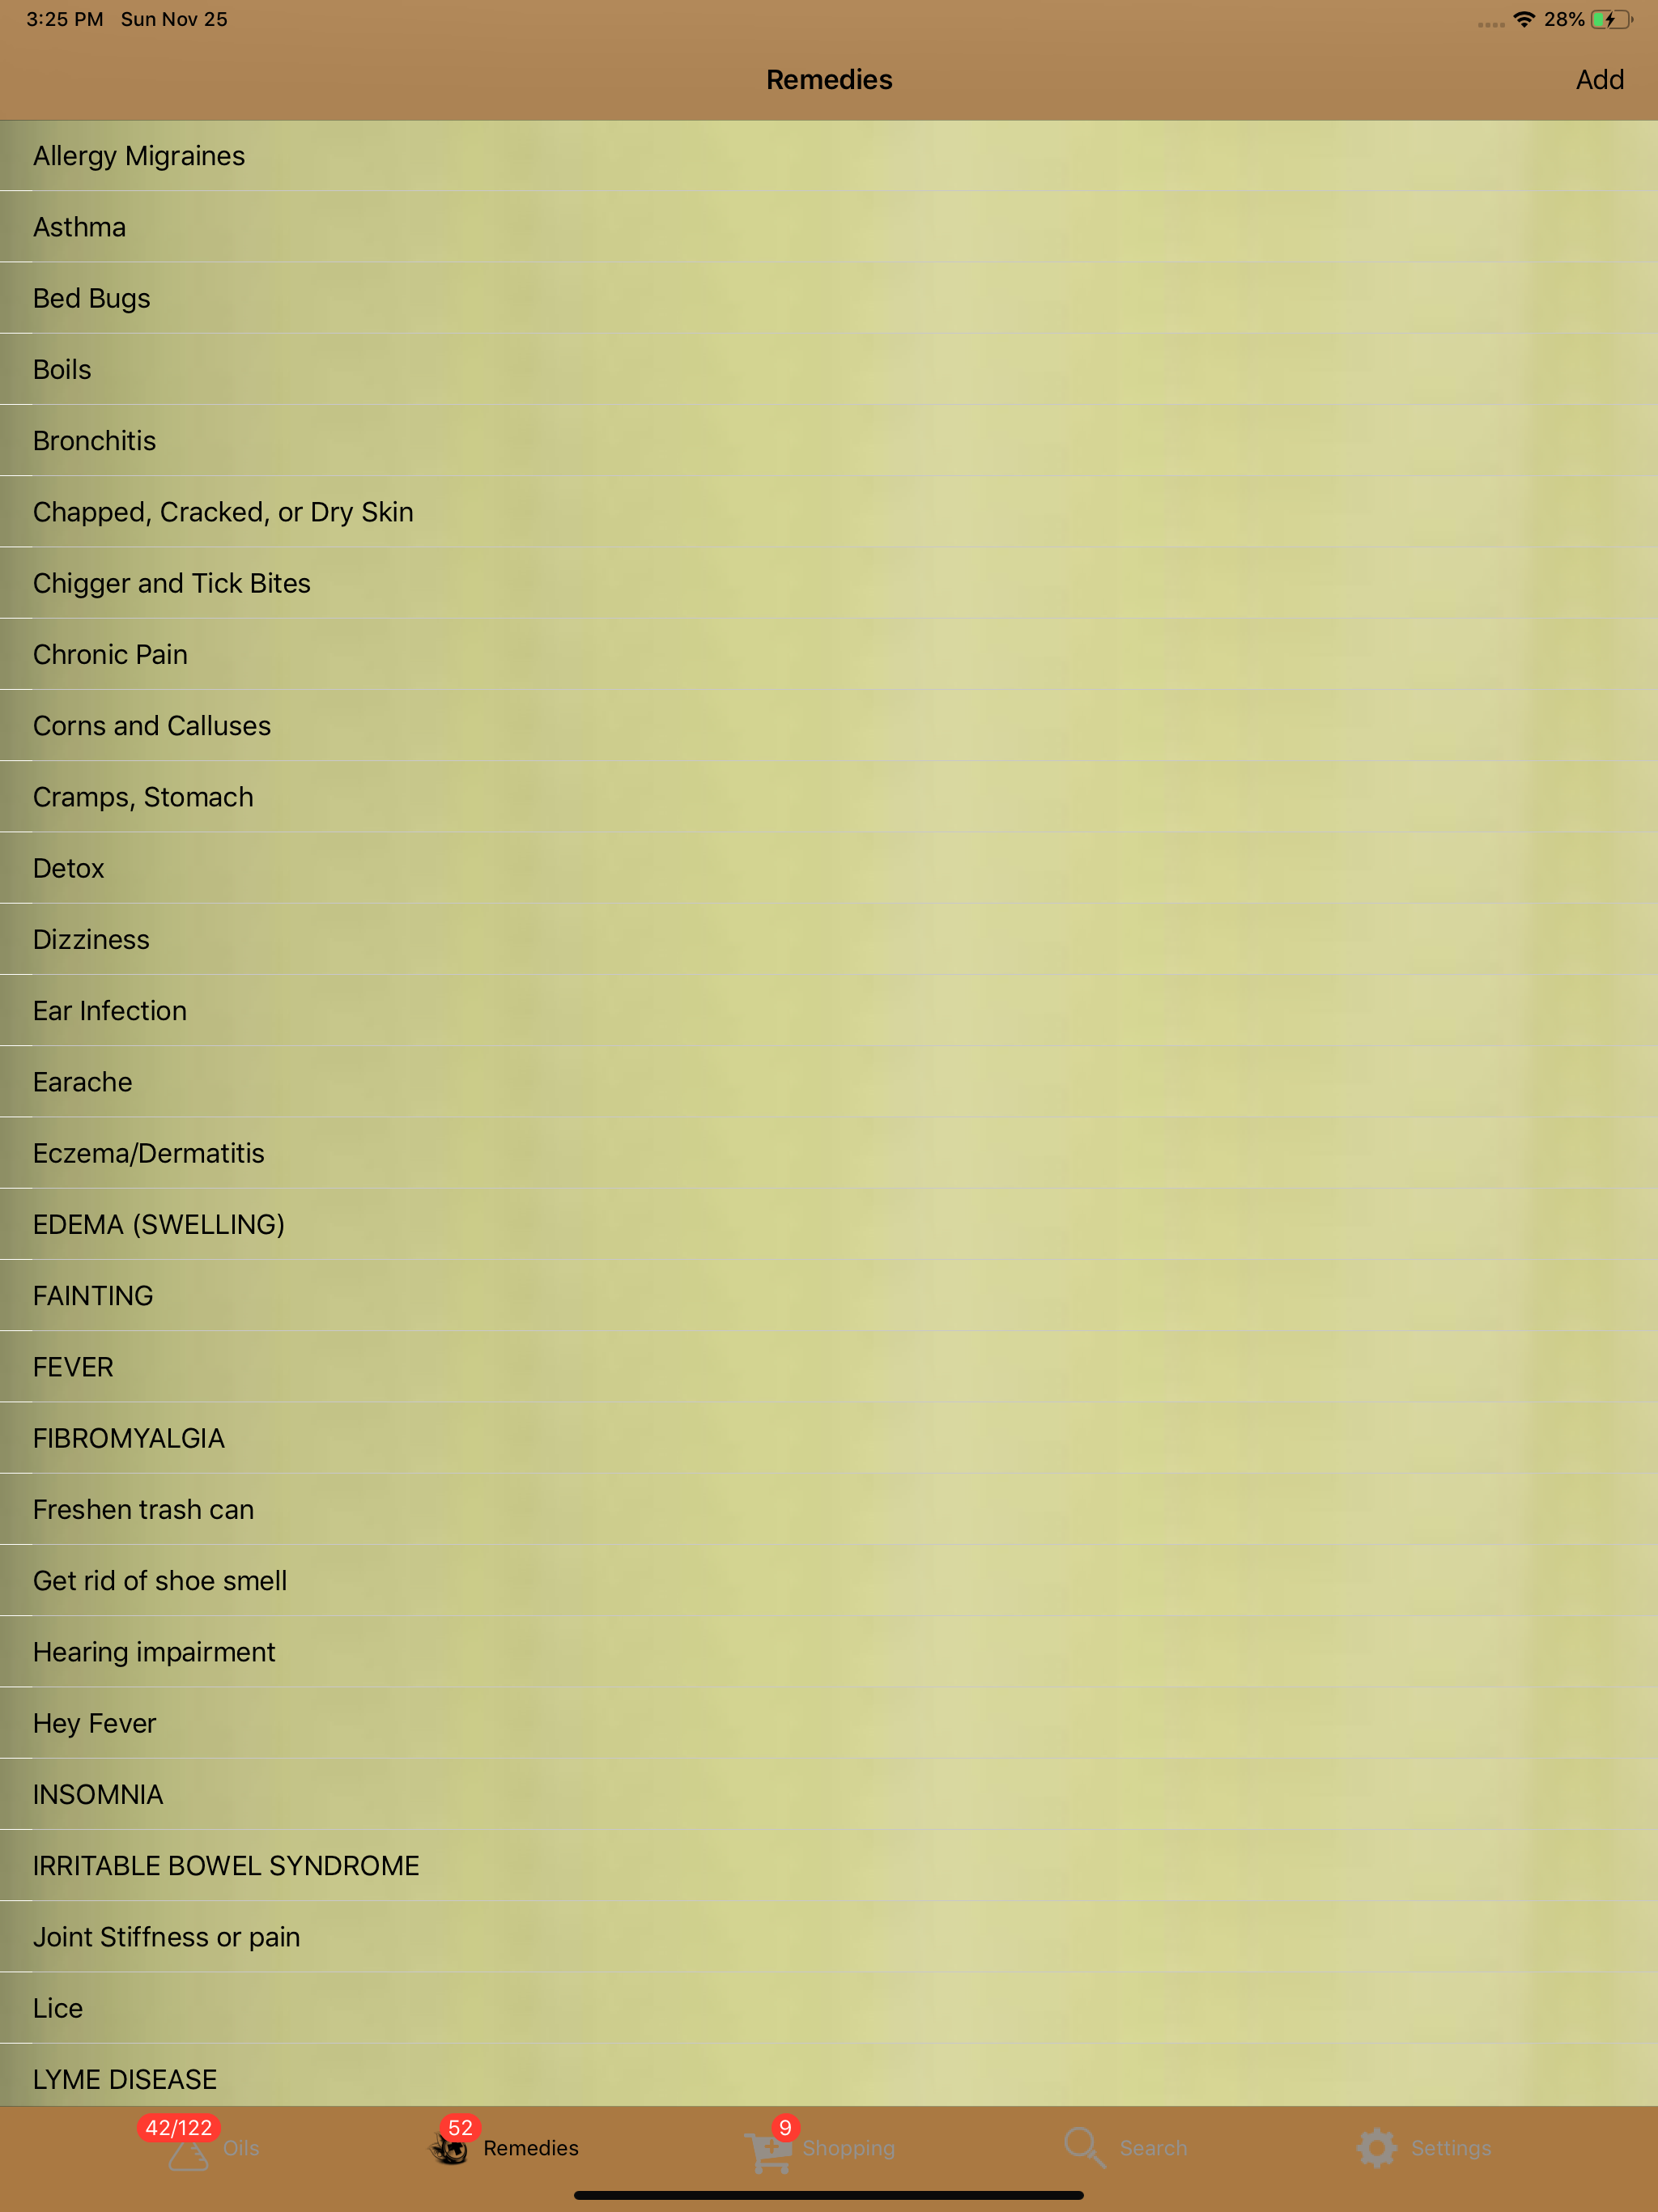 3:25 PM Sun Nov 25 28%
Remedies Add
Allergy Migraines
Asthma
Bed Bugs
Boils
Bronchitis
Chapped, Cracked, or Dry Skin
Chigger and Tick Bites
Chronic Pain
Corns and Calluses
Cramps, Stomach
Detox
Dizziness
Ear Infection
Earache
Eczema/Dermatitis
EDEMA (SWELLING)
FAINTING
FEVER
FIBROMYALGIA
Freshen trash can
Get rid of shoe smell
Hearing impairment
Hey Fever
INSOMNIA
IRRITABLE BOWEL SYNDROME
Joint Stiffness or pain
Lice
LYME DISEASE
42/122 52 9
Oils Remedies Shopping Search Settings